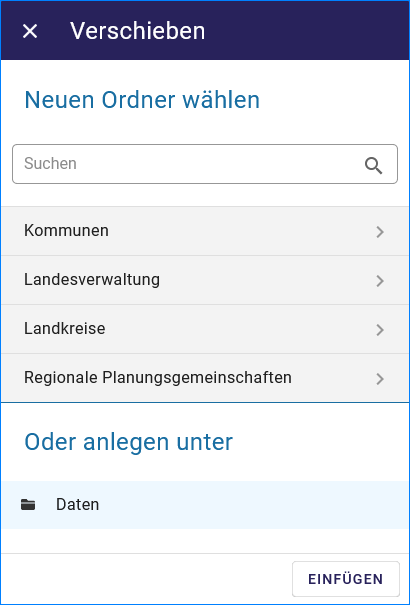 Verschieben
Neuen Ordner wählen
Suchen
Kommunen
Landesverwaltung
Landkreise
Regionale Planungsgemeinschaften
Oder anlegen unter
Daten
EINFÜGEN